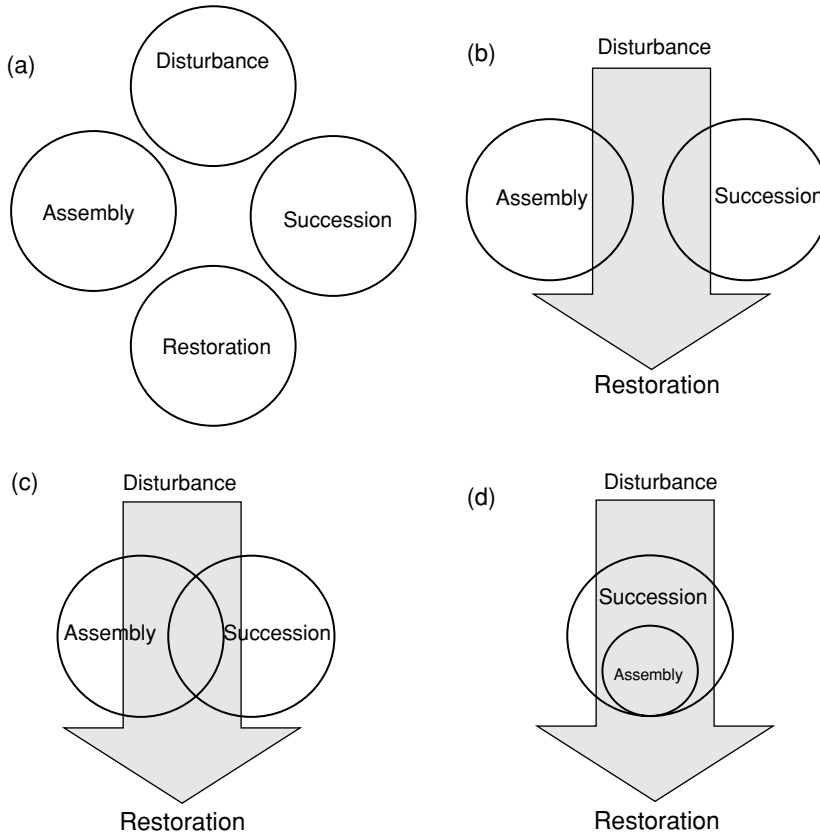 (a)
Disturbance
Assembly
Succession
Restoration
(b)
Disturbance
Assembly
Succession
Restoration
(c)
Disturbance
Assembly
Succession
Restoration
(d)
Disturbance
Succession
Assembly
Restoration